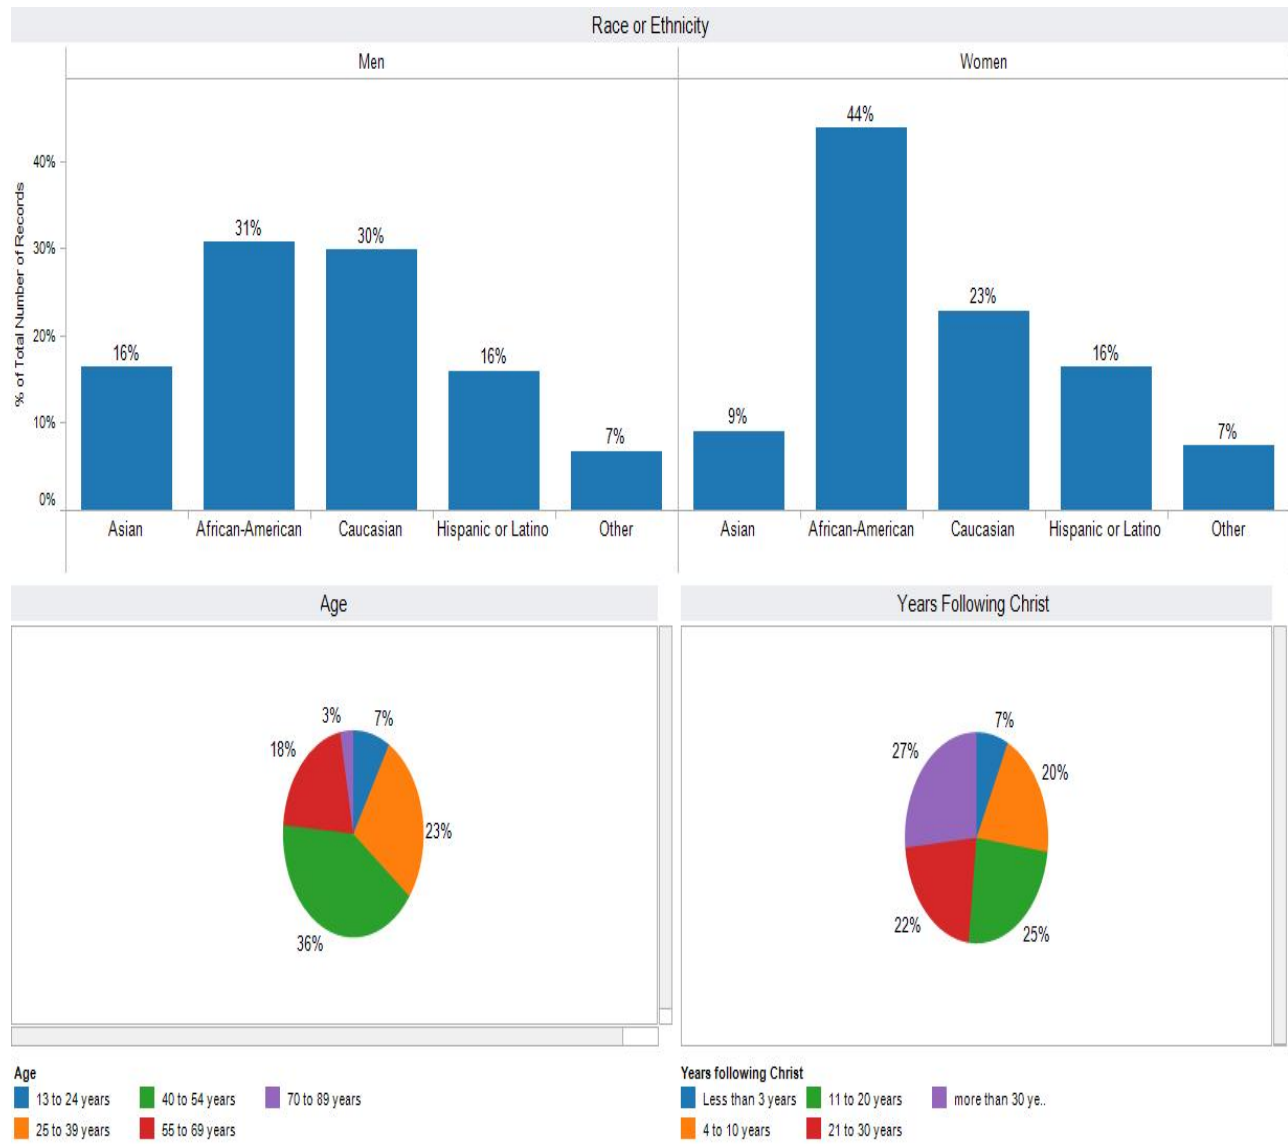 Race or Ethnicity
Men Women
% of Total Number of Records
40%
30%
20%
10%
0%
16% 31% 30% 16% 7%
9% 44% 23% 16% 7%
Asian African-American Caucasian Hispanic or Latino Other
Asian African-American Caucasian Hispanic or Latino Other
Age
3% 7%
18%
23%
36%
Years Following Christ
7%
27%
20%
22%
25%
Age
13 to 24 years 40 to 54 years 70 to 89 years
25 to 39 years 55 to 69 years
Years following Christ
Less than 3 years 11 to 20 years more than 30 ye..
4 to 10 years 21 to 30 years